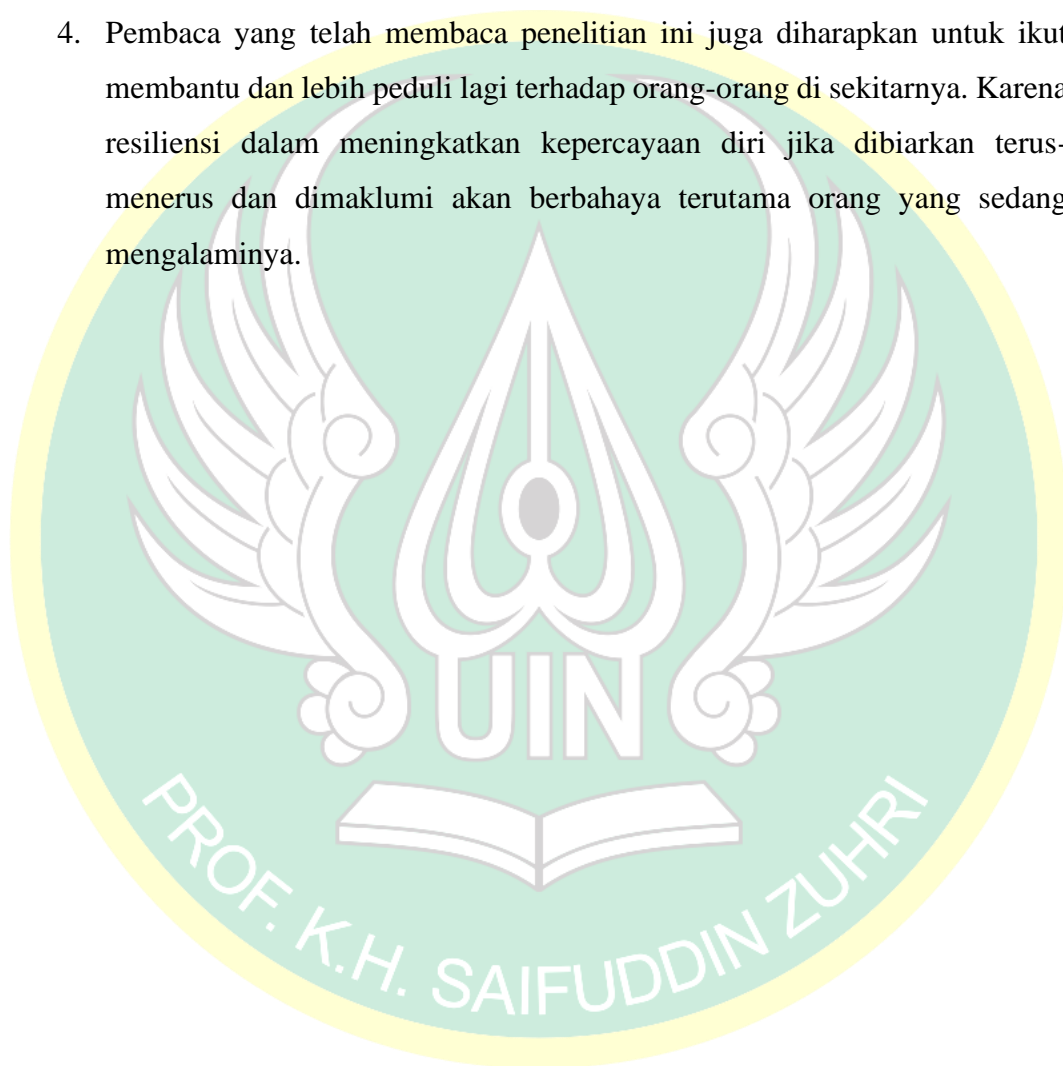 4. Pembaca yang telah membaca penelitian ini juga diharapkan untuk ikut
membantu dan lebih peduli lagi terhadap orang-orang di sekitarnya. Karena
resiliensi dalam meningkatkan kepercayaan diri jika dibiarkan terus-
menerus dan dimaklumi akan berbahaya terutama orang yang sedang
mengalaminya.
UIN
PROF. K.H. SAIFUDDIN ZUHRI